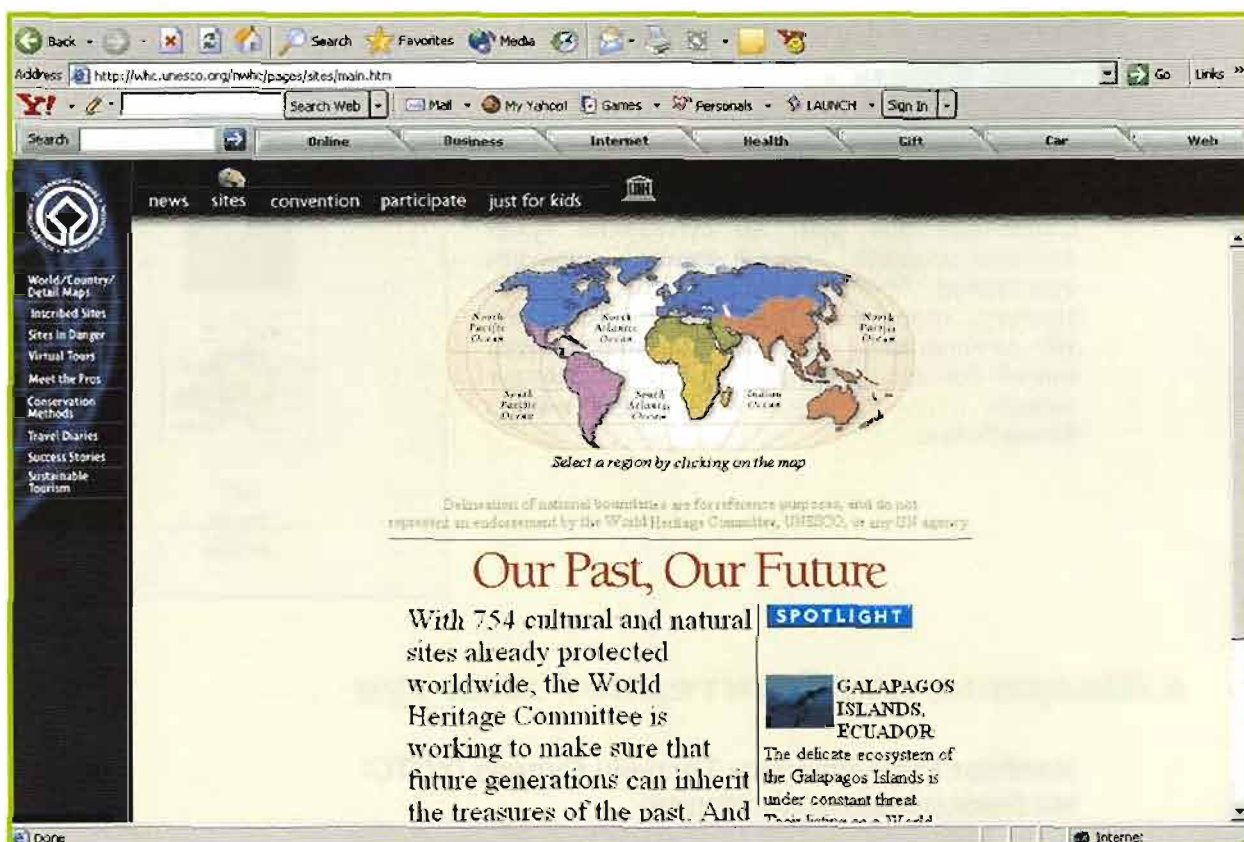 Back
Search
Favorites
Media
Address
http://whc.unesco.org/nwhc/pages/sites/main.htm
Go
Links »
Y!
Search Web
Mail
My Yahoo!
Games
Personals
LAUNCH
Sign In
Search
Online
Business
Internet
Health
Gift
Car
Web
news
sites
convention
participate
just for kids
World/Country/
Detail Maps
Inscribed Sites
Sites in Danger
Virtual Tours
Meet the Pros
Conservation
Methods
Travel Diaries
Success Stories
Sustainable
Tourism
North
Pacific
Ocean
North
Atlantic
Ocean
North
Pacific
Ocean
South
Pacific
Ocean
South
Atlantic
Ocean
Indian
Ocean
Select a region by clicking on the map
Delineation of national boundaries are for reference purposes, and do not
represent an endorsement by the World Heritage Committee, UNESCO, or any UN agency
Our Past, Our Future
With 754 cultural and natural
sites already protected
worldwide, the World
Heritage Committee is
working to make sure that
future generations can inherit
the treasures of the past. And
SPOTLIGHT
GALAPAGOS
ISLANDS,
ECUADOR
The delicate ecosystem of
the Galapagos Islands is
under constant threat.
Their listing as a World
Done
Internet